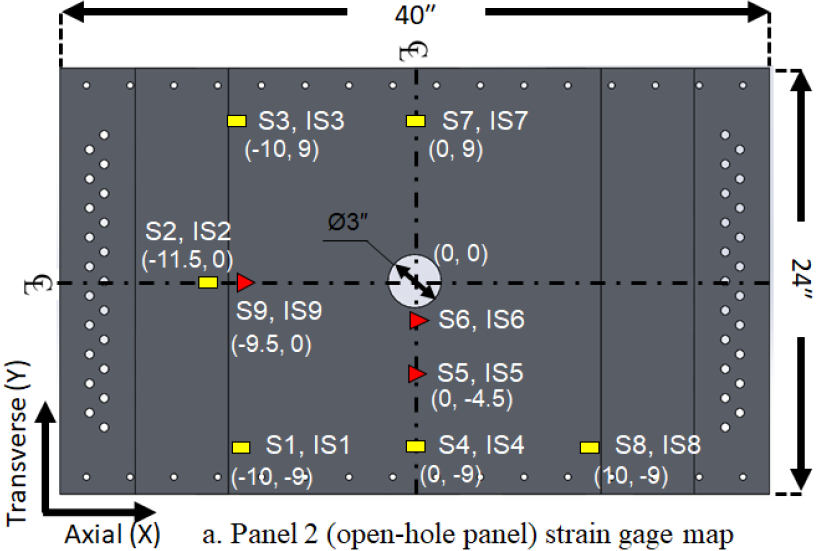 40″
℄
S3, IS3
(-10, 9)
S7, IS7
(0, 9)
S2, IS2
(-11.5, 0)
Ø3″
(0, 0)
℄
24″
S9, IS9
(-9.5, 0)
S6, IS6
S5, IS5
(0, -4.5)
S1, IS1
(-10, -9)
S4, IS4
(0, -9)
S8, IS8
(10, -9)
Transverse (Y)
Axial (X)
a. Panel 2 (open-hole panel) strain gage map